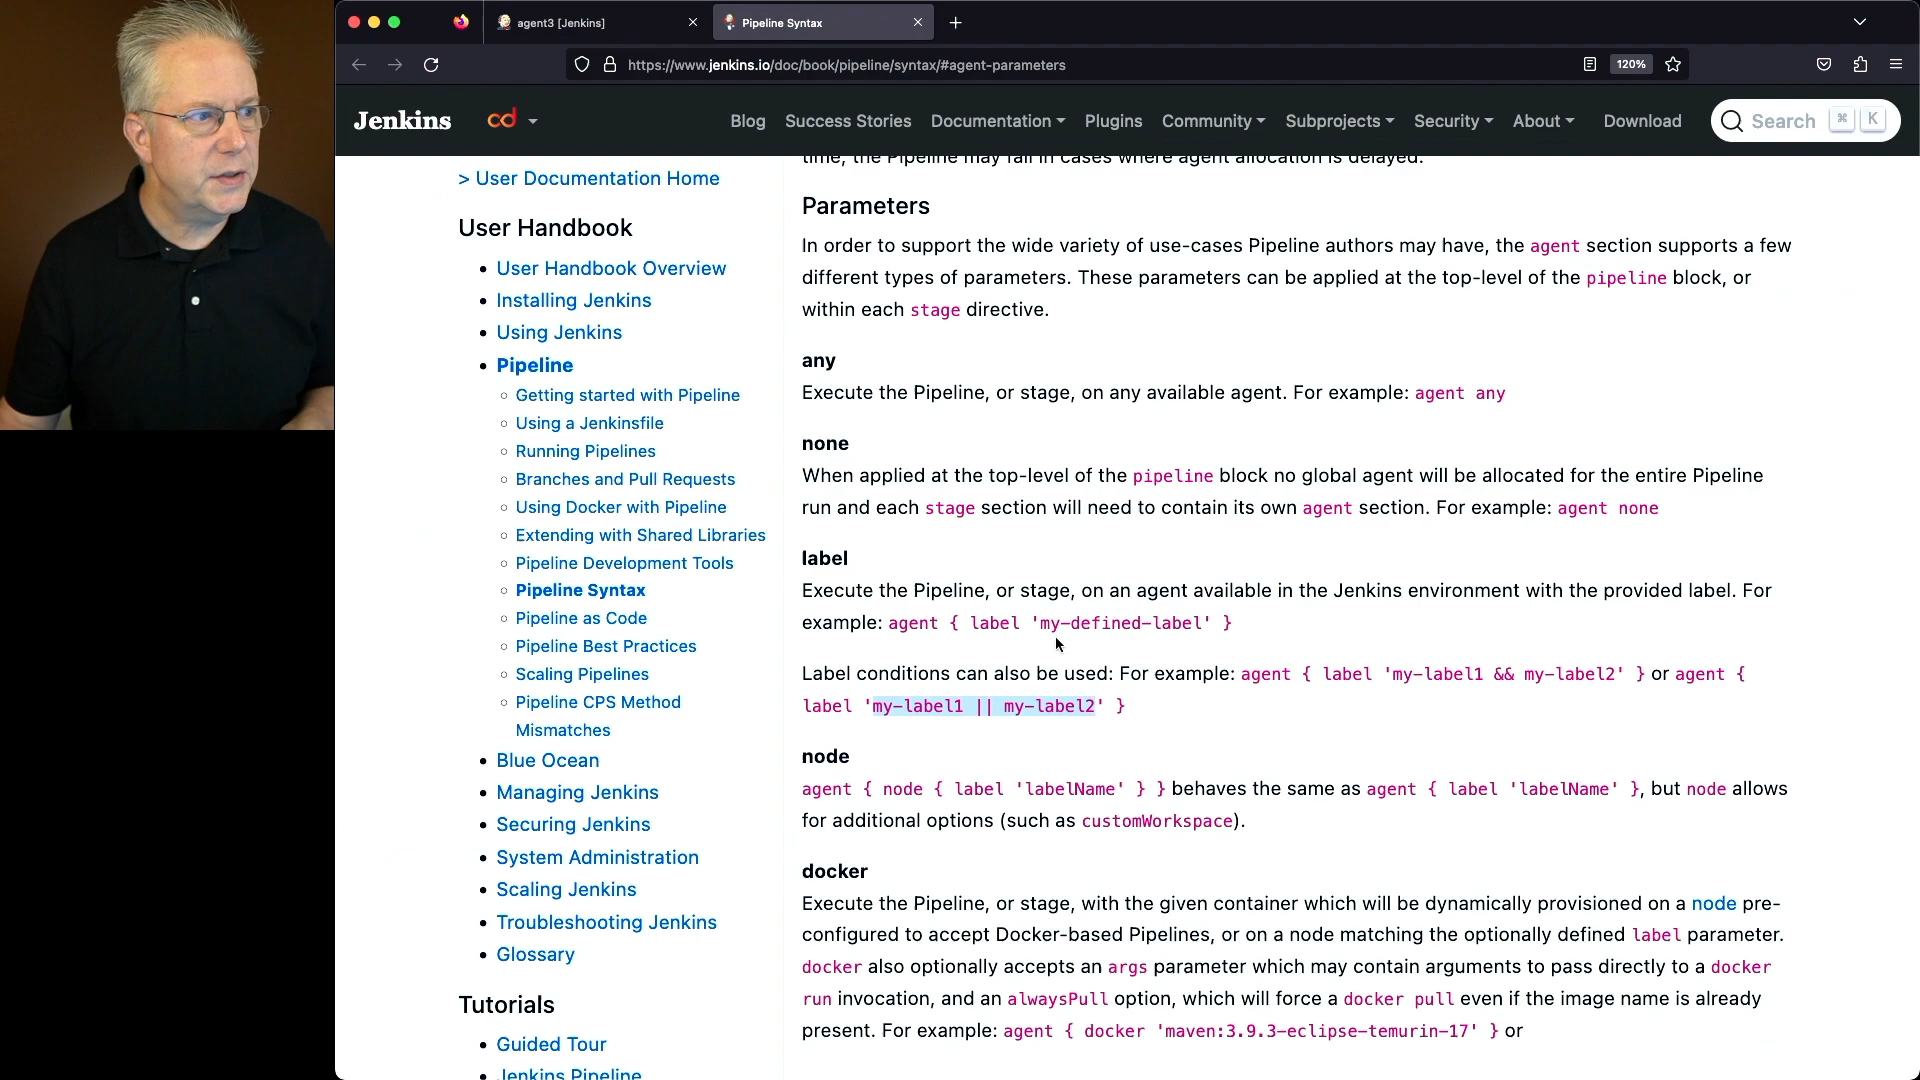 agent3 [Jenkins]
Pipeline Syntax
https://www.jenkins.io/doc/book/pipeline/syntax/#agent-parameters
120%
Jenkins
cd
Blog Success Stories Documentation Plugins Community Subprojects Security About Download
Search ⌘ K
time, the Pipeline may fail in cases where agent allocation is delayed.
> User Documentation Home
User Handbook
User Handbook Overview
Installing Jenkins
Using Jenkins
Pipeline
Getting started with Pipeline
Using a Jenkinsfile
Running Pipelines
Branches and Pull Requests
Using Docker with Pipeline
Extending with Shared Libraries
Pipeline Development Tools
Pipeline Syntax
Pipeline as Code
Pipeline Best Practices
Scaling Pipelines
Pipeline CPS Method
Mismatches
Blue Ocean
Managing Jenkins
Securing Jenkins
System Administration
Scaling Jenkins
Troubleshooting Jenkins
Glossary
Tutorials
Guided Tour
Jenkins Pipeline
Parameters
In order to support the wide variety of use-cases Pipeline authors may have, the agent section supports a few
different types of parameters. These parameters can be applied at the top-level of the pipeline block, or
within each stage directive.
any
Execute the Pipeline, or stage, on any available agent. For example: agent any
none
When applied at the top-level of the pipeline block no global agent will be allocated for the entire Pipeline
run and each stage section will need to contain its own agent section. For example: agent none
label
Execute the Pipeline, or stage, on an agent available in the Jenkins environment with the provided label. For
example: agent { label 'my-defined-label' }
Label conditions can also be used: For example: agent { label 'my-label1 && my-label2' } or agent {
label 'my-label1 || my-label2' }
node
agent { node { label 'labelName' } } behaves the same as agent { label 'labelName' }, but node allows
for additional options (such as customWorkspace).
docker
Execute the Pipeline, or stage, with the given container which will be dynamically provisioned on a node pre-
configured to accept Docker-based Pipelines, or on a node matching the optionally defined label parameter.
docker also optionally accepts an args parameter which may contain arguments to pass directly to a docker
run invocation, and an alwaysPull option, which will force a docker pull even if the image name is already
present. For example: agent { docker 'maven:3.9.3-eclipse-temurin-17' } or